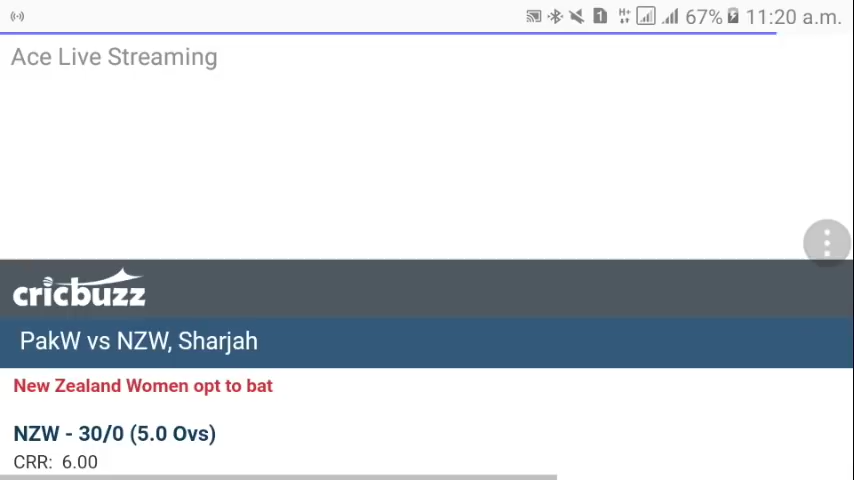 1 H+ 67% 11:20 a.m.
Ace Live Streaming
cricbuzz
PakW vs NZW, Sharjah
New Zealand Women opt to bat
NZW - 30/0 (5.0 Ovs)
CRR: 6.00